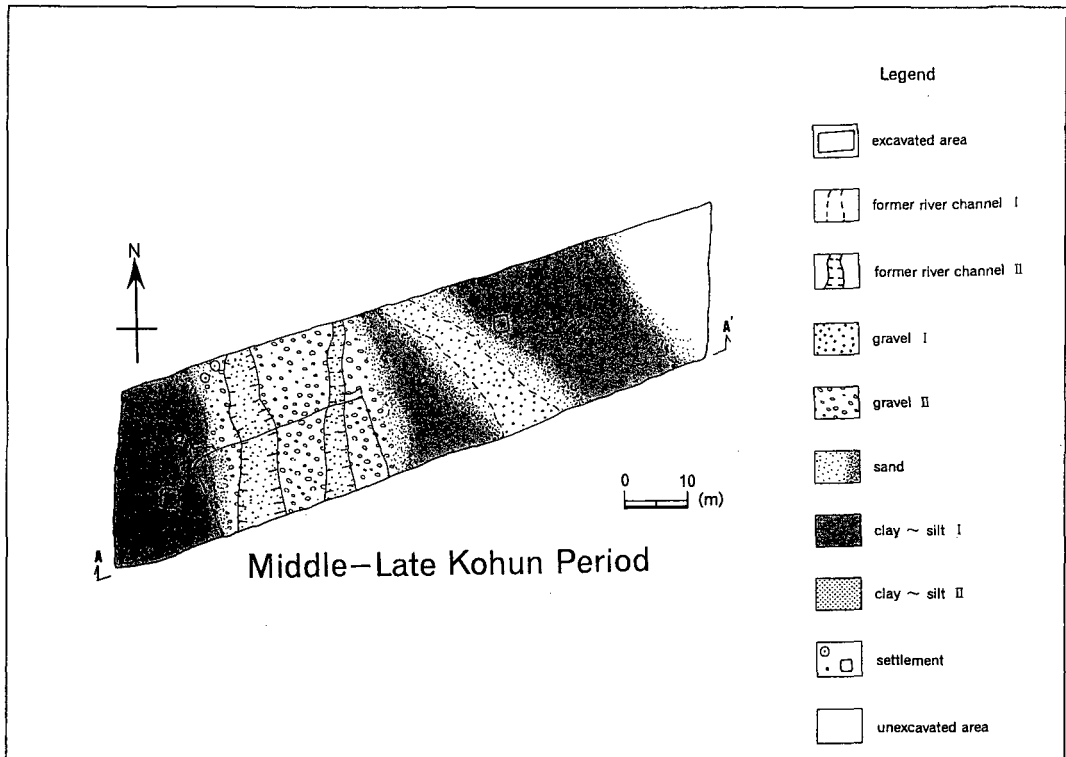 Legend
excavated area
former river channel I
former river channel II
gravel I
gravel II
sand
clay ~ silt I
clay ~ silt II
settlement
unexcavated area
N
A'
A
0 10
(m)
Middle–Late Kohun Period